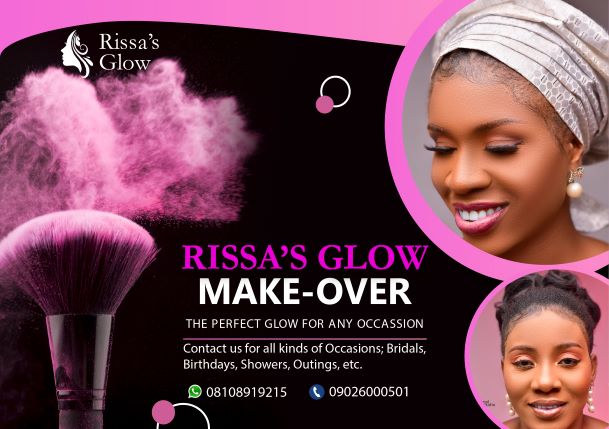 Rissa's
Glow
RISSA'S GLOW
MAKE-OVER
THE PERFECT GLOW FOR ANY OCCASSION
Contact us for all kinds of Occasions; Bridals,
Birthdays, Showers, Outings, etc.
08108919215 09026000501